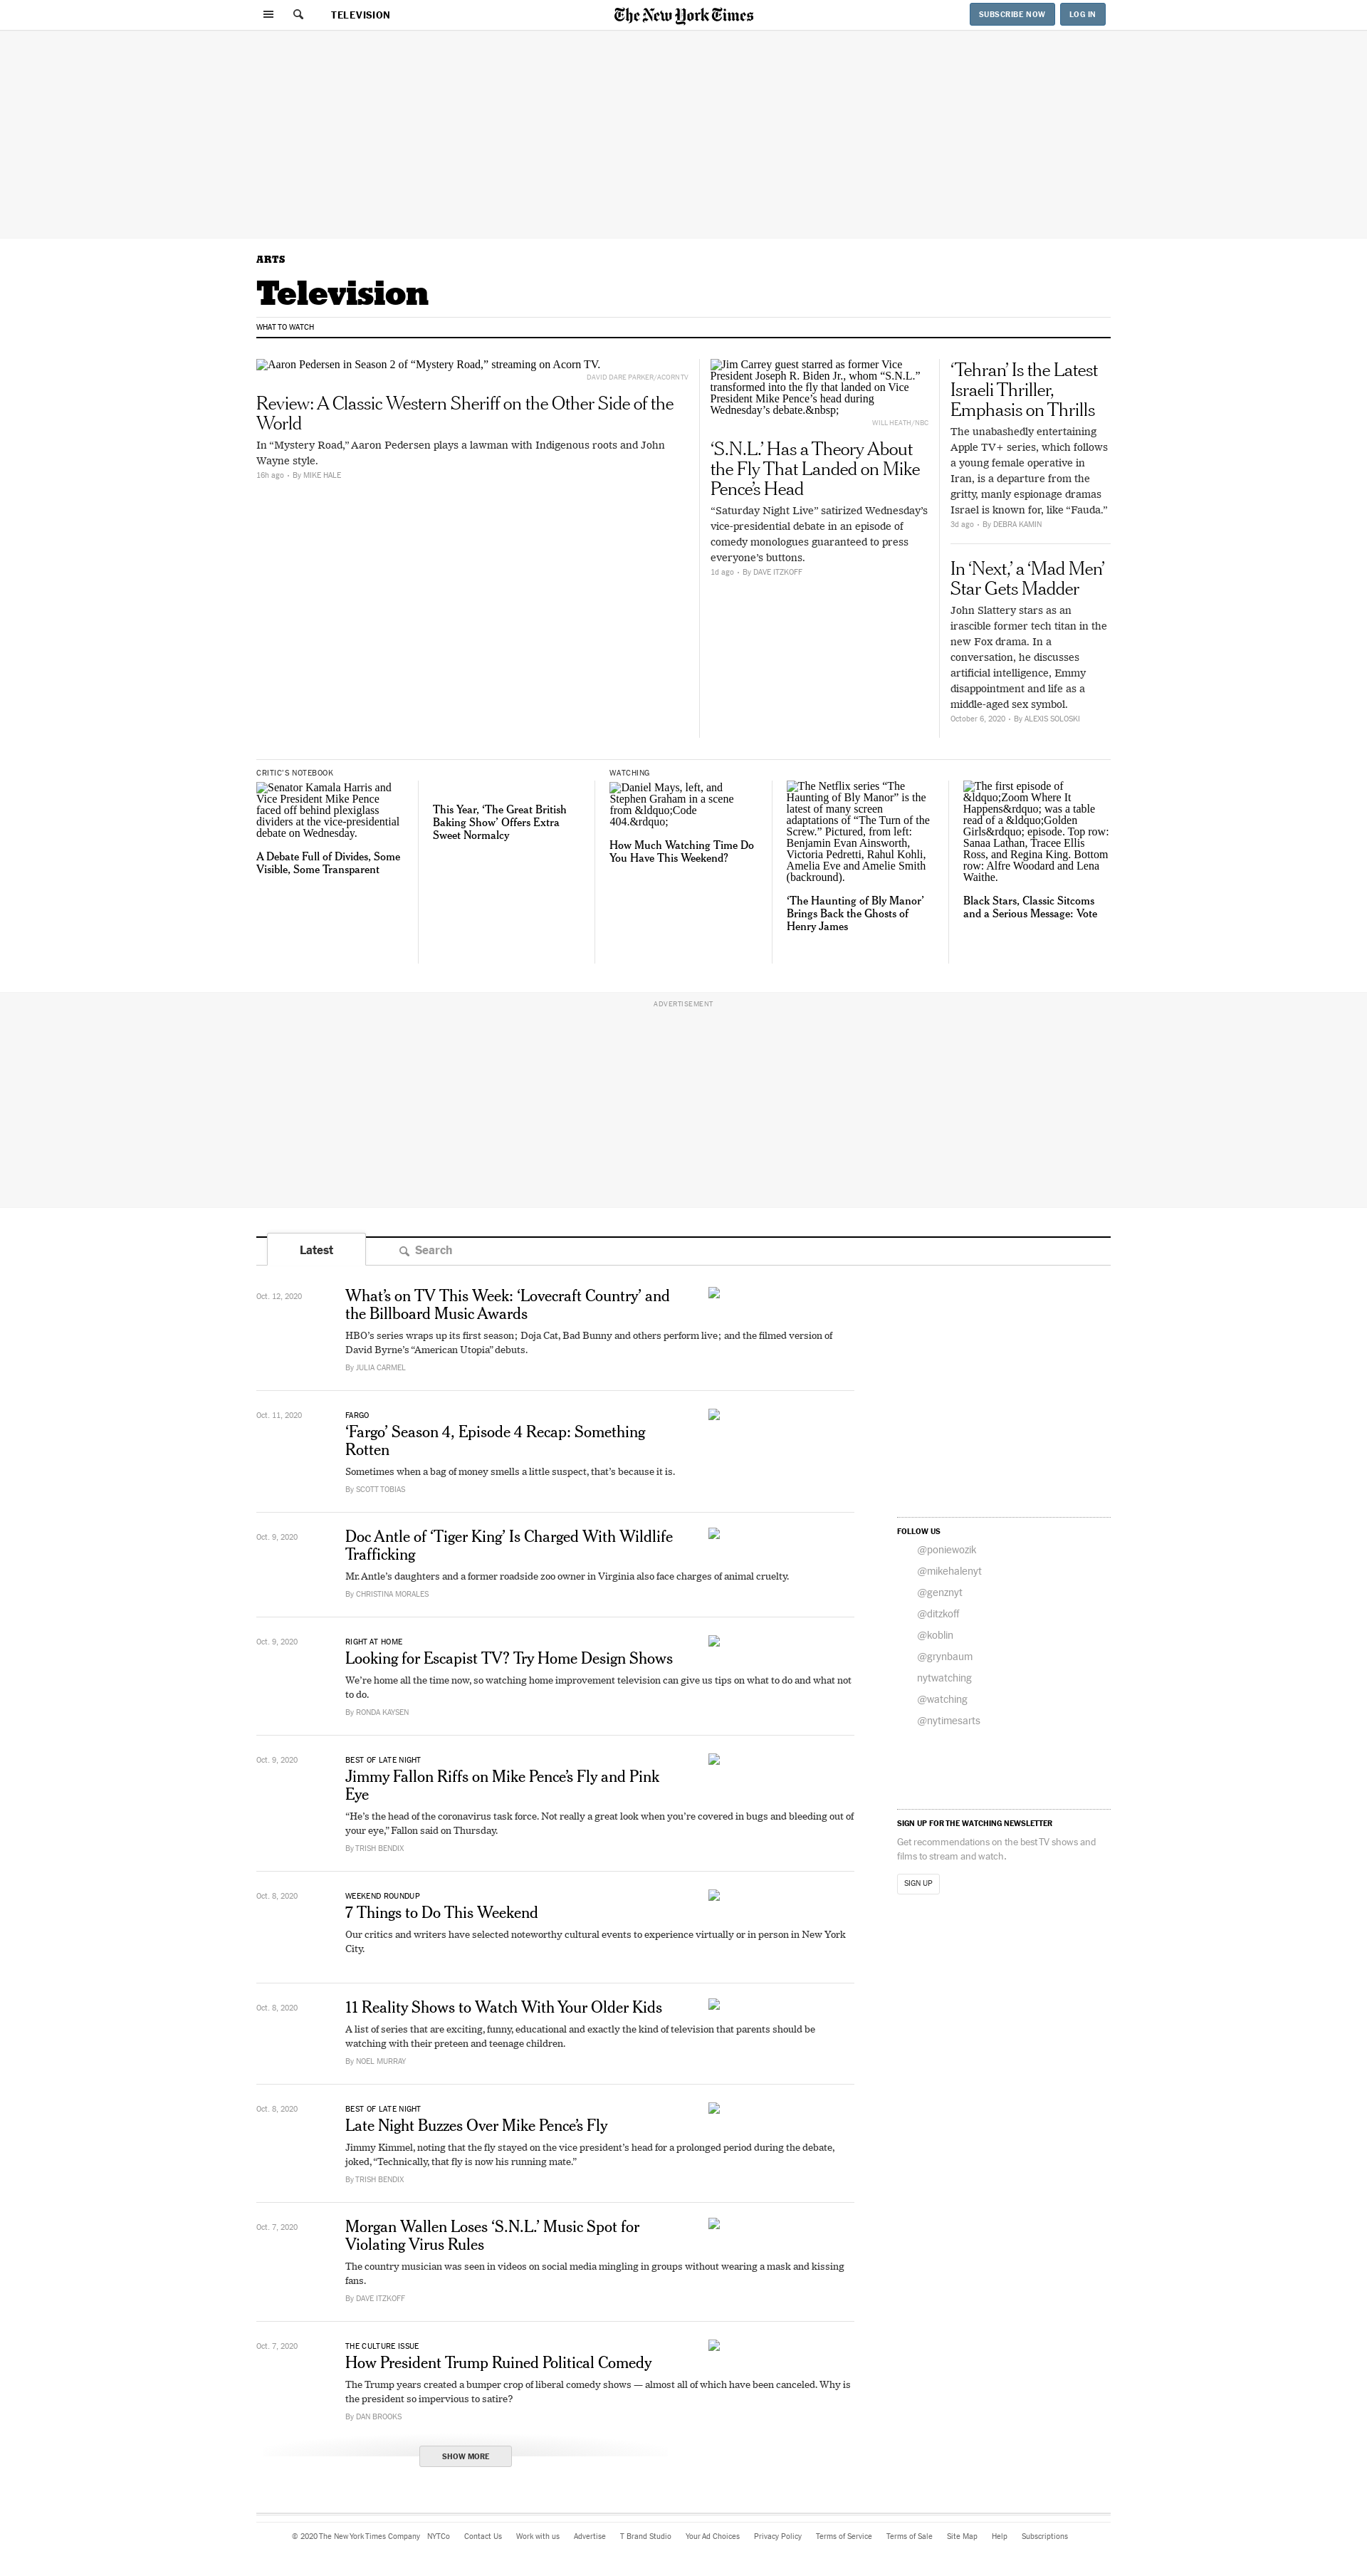 TELEVISION
The New York Times
SUBSCRIBE NOW
LOG IN
ARTS
Television
WHAT TO WATCH
Aaron Pedersen in Season 2 of “Mystery Road,” streaming on Acorn TV.
DAVID DARE PARKER/ACORN TV
Review: A Classic Western Sheriff on the Other Side of the
World
In “Mystery Road,” Aaron Pedersen plays a lawman with Indigenous roots and John
Wayne style.
16h ago • By MIKE HALE
Jim Carrey guest starred as former Vice
President Joseph R. Biden Jr., whom “S.N.L.”
transformed into the fly that landed on Vice
President Mike Pence’s head during
Wednesday’s debate.&nbsp;
WILL HEATH/NBC
‘S.N.L.’ Has a Theory About
the Fly That Landed on Mike
Pence’s Head
“Saturday Night Live” satirized Wednesday’s
vice-presidential debate in an episode of
comedy monologues guaranteed to press
everyone’s buttons.
1d ago • By DAVE ITZKOFF
‘Tehran’ Is the Latest
Israeli Thriller,
Emphasis on Thrills
The unabashedly entertaining
Apple TV+ series, which follows
a young female operative in
Iran, is a departure from the
gritty, manly espionage dramas
Israel is known for, like “Fauda.”
3d ago • By DEBRA KAMIN
In ‘Next,’ a ‘Mad Men’
Star Gets Madder
John Slattery stars as an
irascible former tech titan in the
new Fox drama. In a
conversation, he discusses
artificial intelligence, Emmy
disappointment and life as a
middle-aged sex symbol.
October 6, 2020 • By ALEXIS SOLOSKI
CRITIC’S NOTEBOOK
Senator Kamala Harris and
Vice President Mike Pence
faced off behind plexiglass
dividers at the vice-presidential
debate on Wednesday.
A Debate Full of Divides, Some
Visible, Some Transparent
This Year, ‘The Great British
Baking Show’ Offers Extra
Sweet Normalcy
WATCHING
Daniel Mays, left, and
Stephen Graham in a scene
from &ldquo;Code
404.&rdquo;
How Much Watching Time Do
You Have This Weekend?
The Netflix series “The
Haunting of Bly Manor” is the
latest of many screen
adaptations of “The Turn of the
Screw.” Pictured, from left:
Benjamin Evan Ainsworth,
Victoria Pedretti, Rahul Kohli,
Amelia Eve and Amelie Smith
(backround).
‘The Haunting of Bly Manor’
Brings Back the Ghosts of
Henry James
The first episode of
&ldquo;Zoom Where It
Happens&rdquo; was a table
read of a &ldquo;Golden
Girls&rdquo; episode. Top row:
Sanaa Lathan, Tracee Ellis
Ross, and Regina King. Bottom
row: Alfre Woodard and Lena
Waithe.
Black Stars, Classic Sitcoms
and a Serious Message: Vote
ADVERTISEMENT
Latest
Search
Oct. 12, 2020
What’s on TV This Week: ‘Lovecraft Country’ and
the Billboard Music Awards
HBO’s series wraps up its first season; Doja Cat, Bad Bunny and others perform live; and the filmed version of
David Byrne’s “American Utopia” debuts.
By JULIA CARMEL
Oct. 11, 2020
FARGO
‘Fargo’ Season 4, Episode 4 Recap: Something
Rotten
Sometimes when a bag of money smells a little suspect, that’s because it is.
By SCOTT TOBIAS
Oct. 9, 2020
Doc Antle of ‘Tiger King’ Is Charged With Wildlife
Trafficking
Mr. Antle’s daughters and a former roadside zoo owner in Virginia also face charges of animal cruelty.
By CHRISTINA MORALES
Oct. 9, 2020
RIGHT AT HOME
Looking for Escapist TV? Try Home Design Shows
We’re home all the time now, so watching home improvement television can give us tips on what to do and what not
to do.
By RONDA KAYSEN
Oct. 9, 2020
BEST OF LATE NIGHT
Jimmy Fallon Riffs on Mike Pence’s Fly and Pink
Eye
“He’s the head of the coronavirus task force. Not really a great look when you’re covered in bugs and bleeding out of
your eye,” Fallon said on Thursday.
By TRISH BENDIX
Oct. 8, 2020
WEEKEND ROUNDUP
7 Things to Do This Weekend
Our critics and writers have selected noteworthy cultural events to experience virtually or in person in New York
City.
Oct. 8, 2020
11 Reality Shows to Watch With Your Older Kids
A list of series that are exciting, funny, educational and exactly the kind of television that parents should be
watching with their preteen and teenage children.
By NOEL MURRAY
Oct. 8, 2020
BEST OF LATE NIGHT
Late Night Buzzes Over Mike Pence’s Fly
Jimmy Kimmel, noting that the fly stayed on the vice president’s head for a prolonged period during the debate,
joked, “Technically, that fly is now his running mate.”
By TRISH BENDIX
Oct. 7, 2020
Morgan Wallen Loses ‘S.N.L.’ Music Spot for
Violating Virus Rules
The country musician was seen in videos on social media mingling in groups without wearing a mask and kissing
fans.
By DAVE ITZKOFF
Oct. 7, 2020
THE CULTURE ISSUE
How President Trump Ruined Political Comedy
The Trump years created a bumper crop of liberal comedy shows — almost all of which have been canceled. Why is
the president so impervious to satire?
By DAN BROOKS
SHOW MORE
FOLLOW US
@poniewozik
@mikehalenyt
@genznyt
@ditzkoff
@koblin
@grynbaum
nytwatching
@watching
@nytimesarts
SIGN UP FOR THE WATCHING NEWSLETTER
Get recommendations on the best TV shows and
films to stream and watch.
SIGN UP
© 2020 The New York Times Company NYTCo Contact Us Work with us Advertise T Brand Studio Your Ad Choices Privacy Policy Terms of Service Terms of Sale Site Map Help Subscriptions